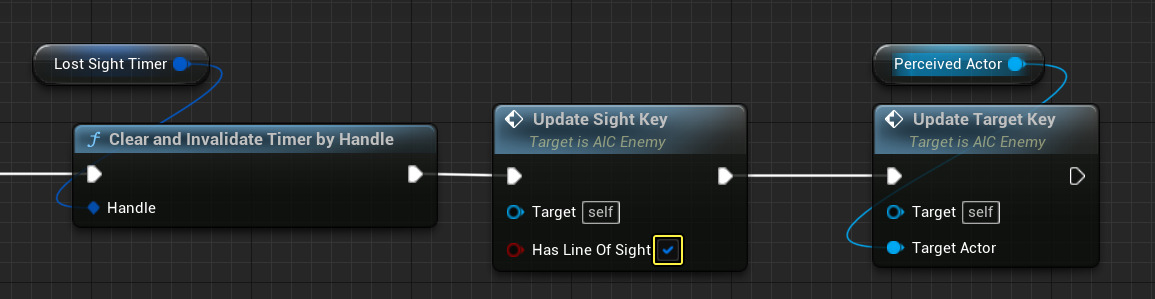 Lost Sight Timer
Perceived Actor
Clear and Invalidate Timer by Handle
Handle
Update Sight Key
Target is AIC Enemy
Target self
Has Line Of Sight
Update Target Key
Target is AIC Enemy
Target self
Target Actor